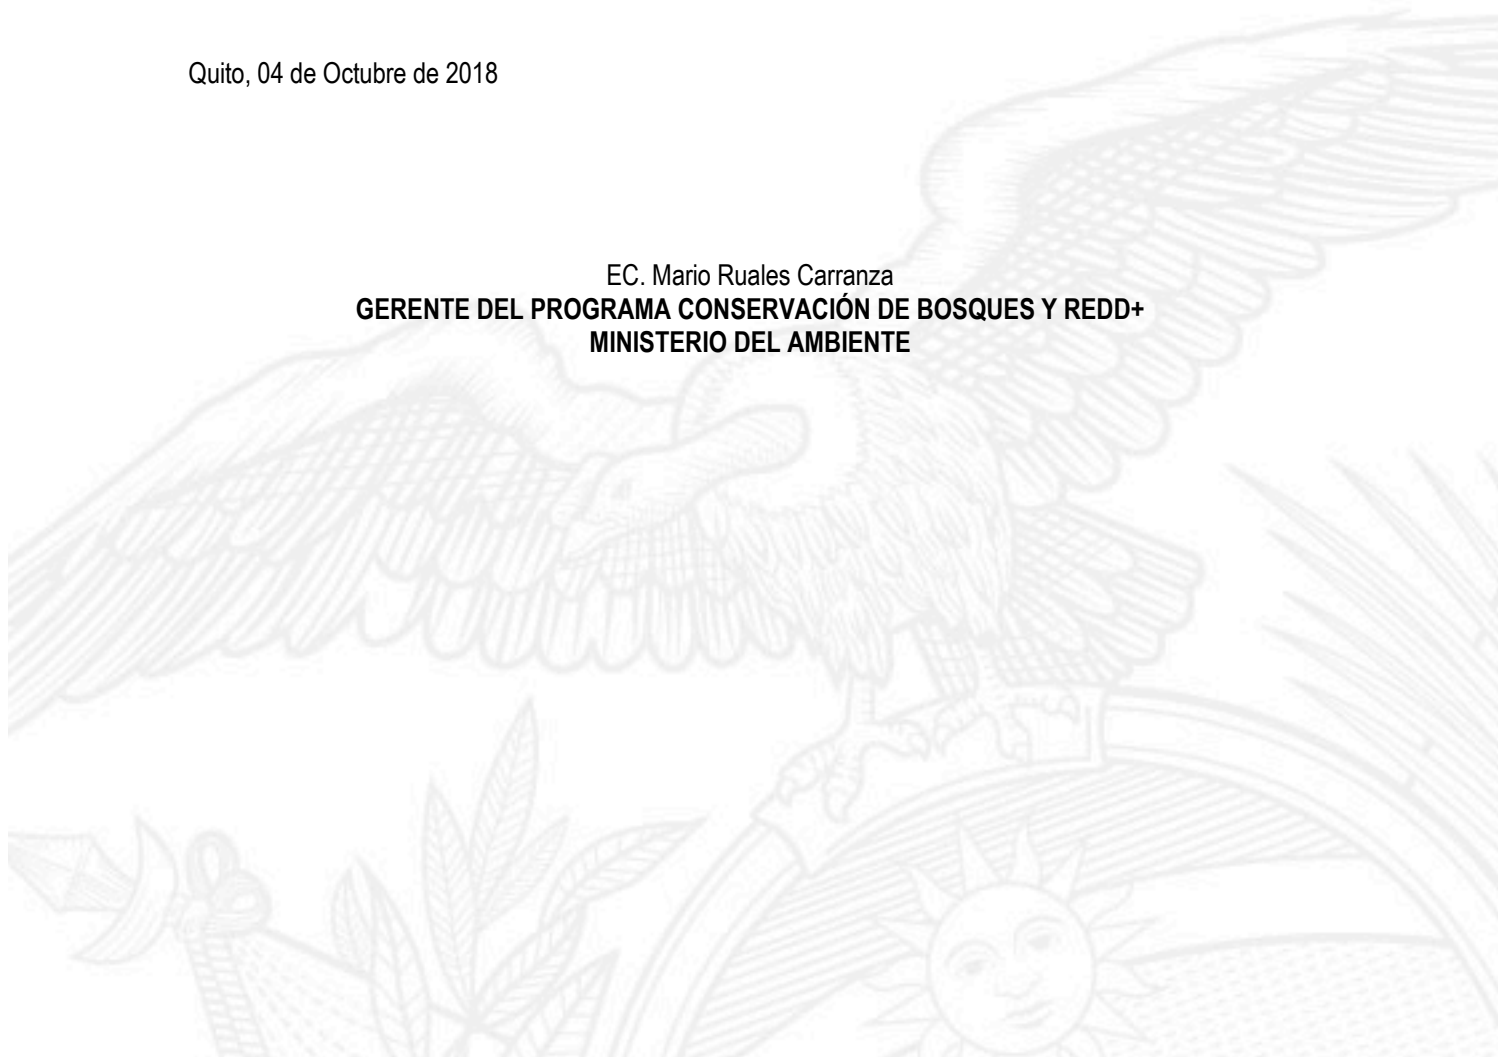 Quito, 04 de Octubre de 2018
EC. Mario Ruales Carranza
GERENTE DEL PROGRAMA CONSERVACIÓN DE BOSQUES Y REDD+
MINISTERIO DEL AMBIENTE